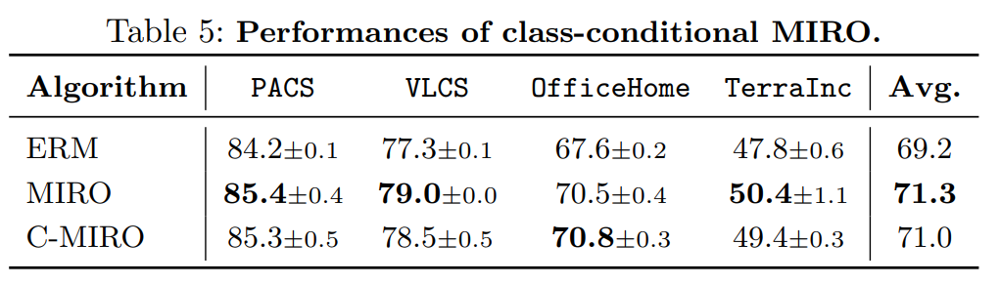 Table 5: Performances of class-conditional MIRO.
Algorithm PACS VLCS OfficeHome TerraInc Avg.
ERM 84.2±0.1 77.3±0.1 67.6±0.2 47.8±0.6 69.2
MIRO 85.4±0.4 79.0±0.0 70.5±0.4 50.4±1.1 71.3
C-MIRO 85.3±0.5 78.5±0.5 70.8±0.3 49.4±0.3 71.0